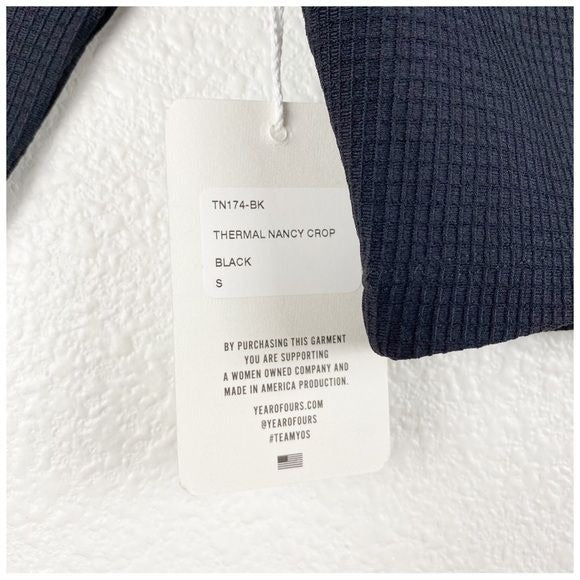 TN174-BK
THERMAL NANCY CROP
BLACK
S
BY PURCHASING THIS GARMENT
YOU ARE SUPPORTING
A WOMEN OWNED COMPANY AND
MADE IN AMERICA PRODUCTION.
YEAROFOURS.COM
@YEAROFOURS
#TEAMYOS